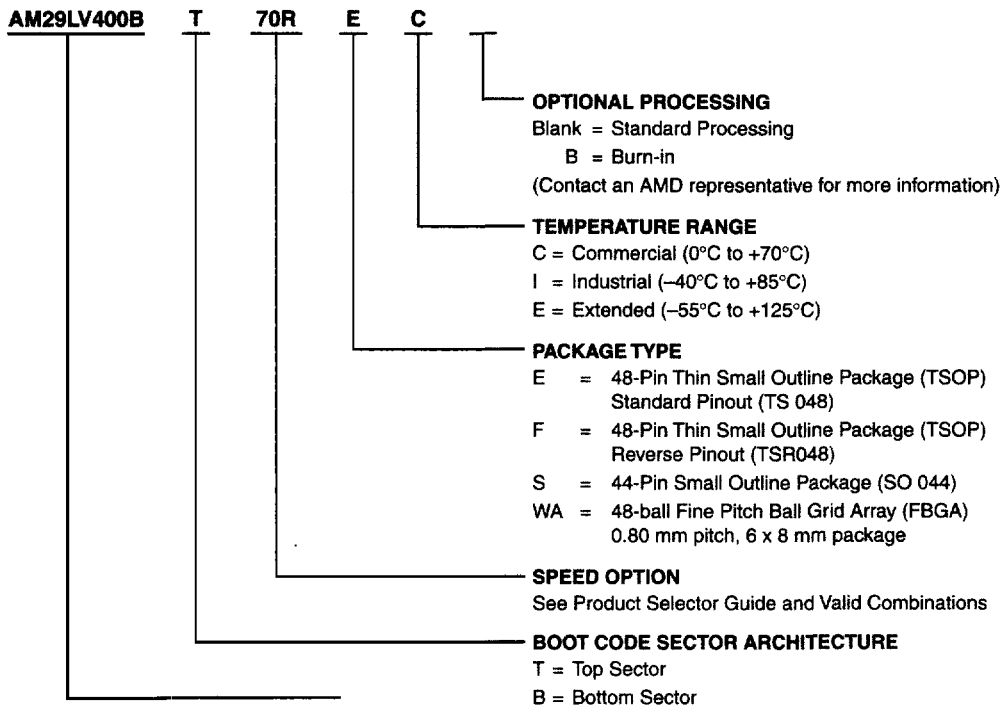 AM29LV400B T 70R E C
OPTIONAL PROCESSING
Blank = Standard Processing
B = Burn-in
(Contact an AMD representative for more information)
TEMPERATURE RANGE
C = Commercial (0°C to +70°C)
I = Industrial (–40°C to +85°C)
E = Extended (–55°C to +125°C)
PACKAGE TYPE
E = 48-Pin Thin Small Outline Package (TSOP)
Standard Pinout (TS 048)
F = 48-Pin Thin Small Outline Package (TSOP)
Reverse Pinout (TSR048)
S = 44-Pin Small Outline Package (SO 044)
WA = 48-ball Fine Pitch Ball Grid Array (FBGA)
0.80 mm pitch, 6 x 8 mm package
SPEED OPTION
See Product Selector Guide and Valid Combinations
BOOT CODE SECTOR ARCHITECTURE
T = Top Sector
B = Bottom Sector